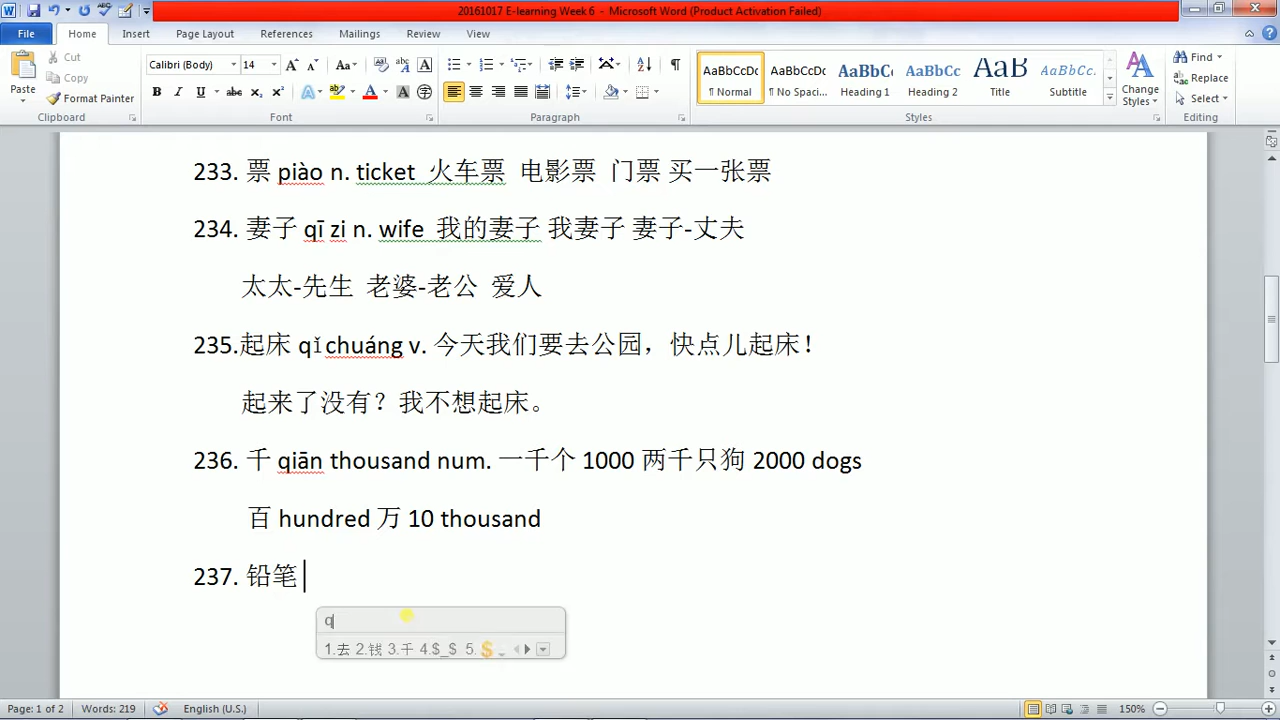 20161017 E-learning Week 6 - Microsoft Word (Product Activation Failed)
File Home Insert Page Layout References Mailings Review View
Paste Cut Copy Format Painter
Calibri (Body) 14
AaBbCcDc AaBbCcDc AaBbCc AaBbCc AaB AaBbCc
¶ Normal ¶ No Spaci... Heading 1 Heading 2 Title Subtitle
Change Styles
Find Replace Select
Clipboard Font Paragraph Styles Editing
233. 票 piào n. ticket 火车票 电影票 门票 买一张票
234. 妻子 qī zi n. wife 我的妻子 我妻子 妻子-丈夫
太太-先生 老婆-老公 爱人
235.起床 qǐ chuáng v. 今天我们要去公园，快点儿起床！
起来了没有？我不想起床。
236. 千 qiān thousand num. 一千个 1000 两千只狗 2000 dogs
百 hundred 万 10 thousand
237. 铅笔
q
1.去 2.钱 3.千 4.$_$ 5.
Page: 1 of 2 Words: 219 English (U.S.) 150%